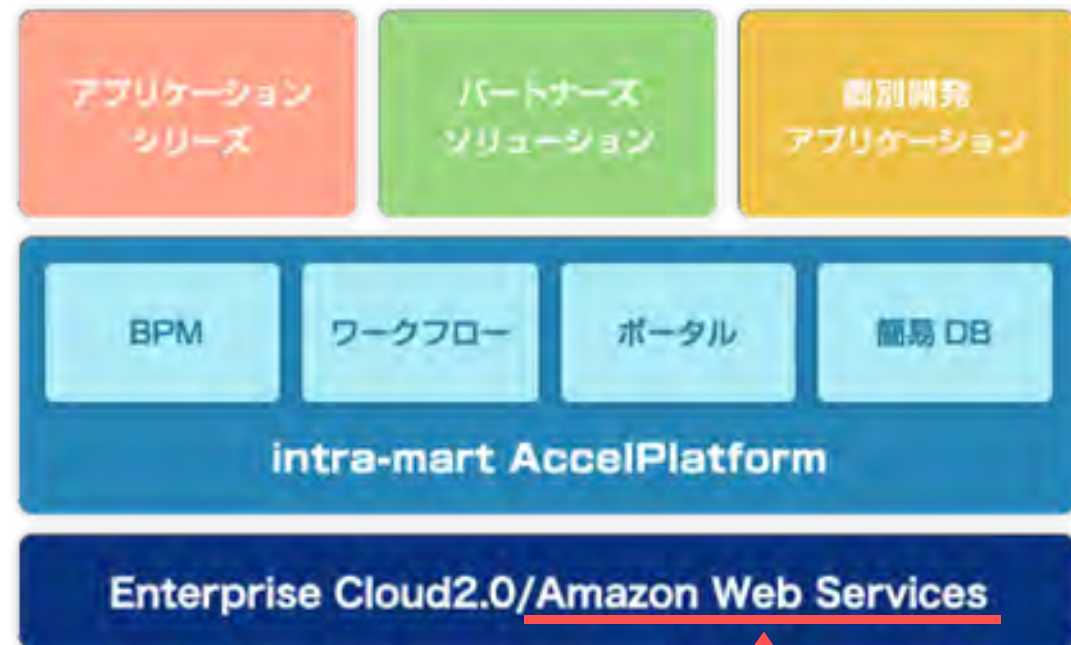 アプリケーション
シリーズ
パートナーズ
ソリューション
個別開発
アプリケーション
BPM
ワークフロー
ポータル
簡易 DB
intra-mart AccelPlatform
Enterprise Cloud2.0/Amazon Web Services